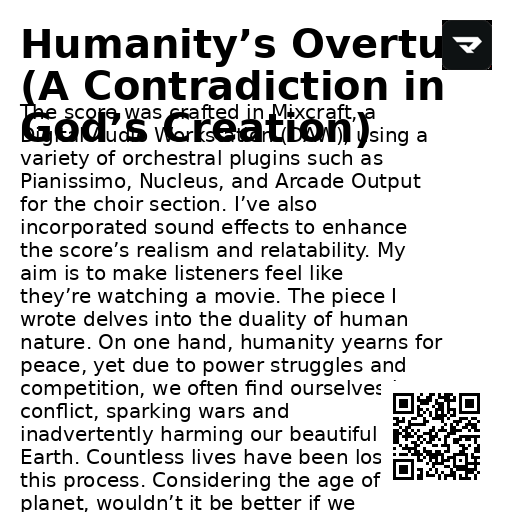 Humanity’s Overtu
(A Contradiction in
God’s Creation)
The score was crafted in Mixcraft, a
Digital Audio Workstation (DAW), using a
variety of orchestral plugins such as
Pianissimo, Nucleus, and Arcade Output
for the choir section. I’ve also
incorporated sound effects to enhance
the score’s realism and relatability. My
aim is to make listeners feel like
they’re watching a movie. The piece I
wrote delves into the duality of human
nature. On one hand, humanity yearns for
peace, yet due to power struggles and
competition, we often find ourselves
conflict, sparking wars and
inadvertently harming our beautiful
Earth. Countless lives have been los
this process. Considering the age of
planet, wouldn’t it be better if we